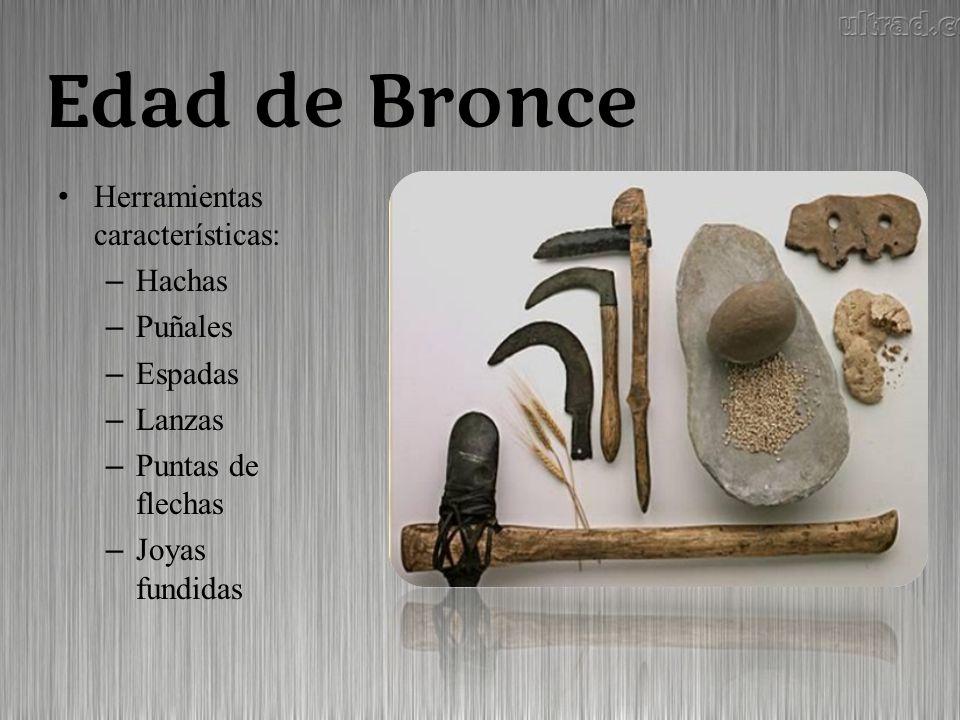 ultrad.co
Edad de Bronce
• Herramientas
características:
– Hachas
– Puñales
– Espadas
– Lanzas
– Puntas de
flechas
– Joyas
fundidas